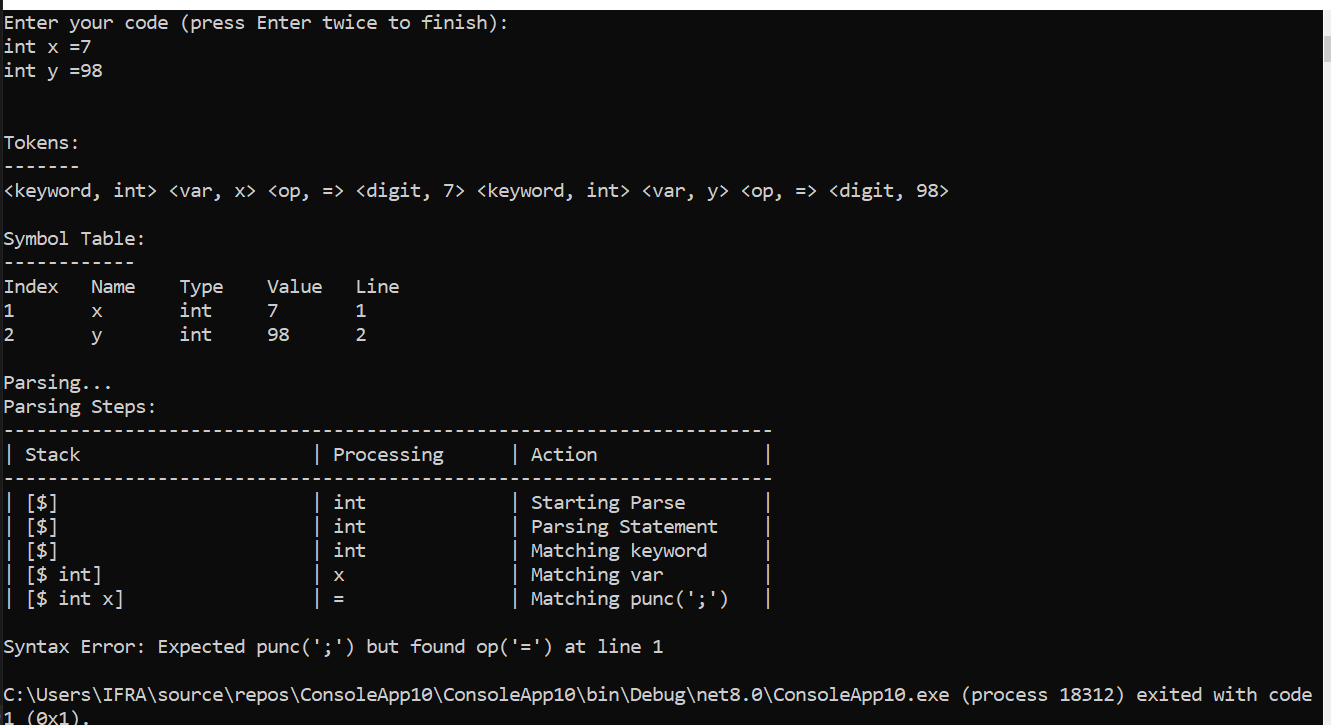 Enter your code (press Enter twice to finish):
int x =7
int y =98
Tokens:
-------
<keyword, int> <var, x> <op, => <digit, 7> <keyword, int> <var, y> <op, => <digit, 98>
Symbol Table:
------------
Index   Name    Type    Value   Line
1       x       int     7       1
2       y       int     98      2
Parsing...
Parsing Steps:
----------------------------------------------------------------------
| Stack                      | Processing      | Action               |
----------------------------------------------------------------------
| [$]                        | int             | Starting Parse       |
| [$]                        | int             | Parsing Statement    |
| [$]                        | int             | Matching keyword     |
| [$ int]                    | x               | Matching var         |
| [$ int x]                  | =               | Matching punc(';')   |
Syntax Error: Expected punc(';') but found op('=') at line 1
C:\Users\IFRA\source\repos\ConsoleApp10\ConsoleApp10\bin\Debug\net8.0\ConsoleApp10.exe (process 18312) exited with code
1 (0x1).